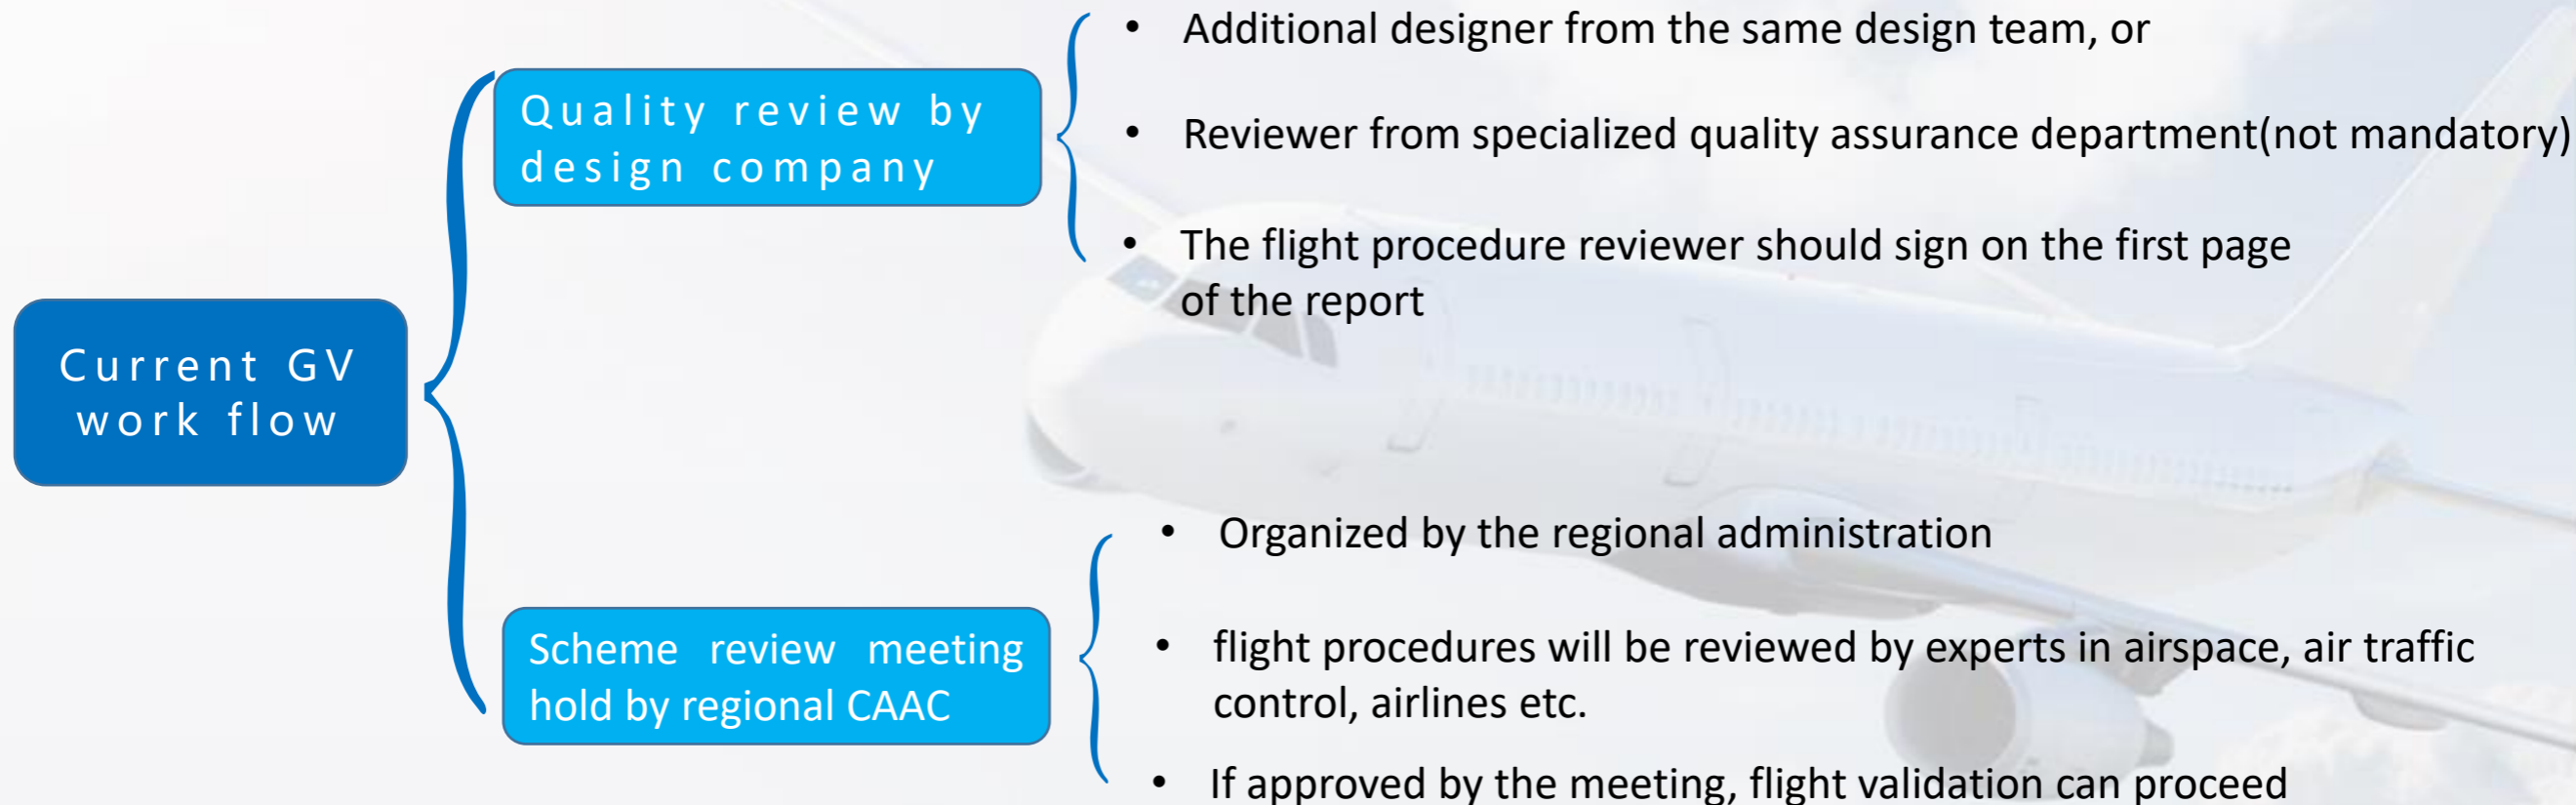 Current GV
work flow
Quality review by
design company
• Additional designer from the same design team, or
• Reviewer from specialized quality assurance department(not mandatory)
• The flight procedure reviewer should sign on the first page
of the report
Scheme review meeting
hold by regional CAAC
• Organized by the regional administration
• flight procedures will be reviewed by experts in airspace, air traffic
control, airlines etc.
• If approved by the meeting, flight validation can proceed